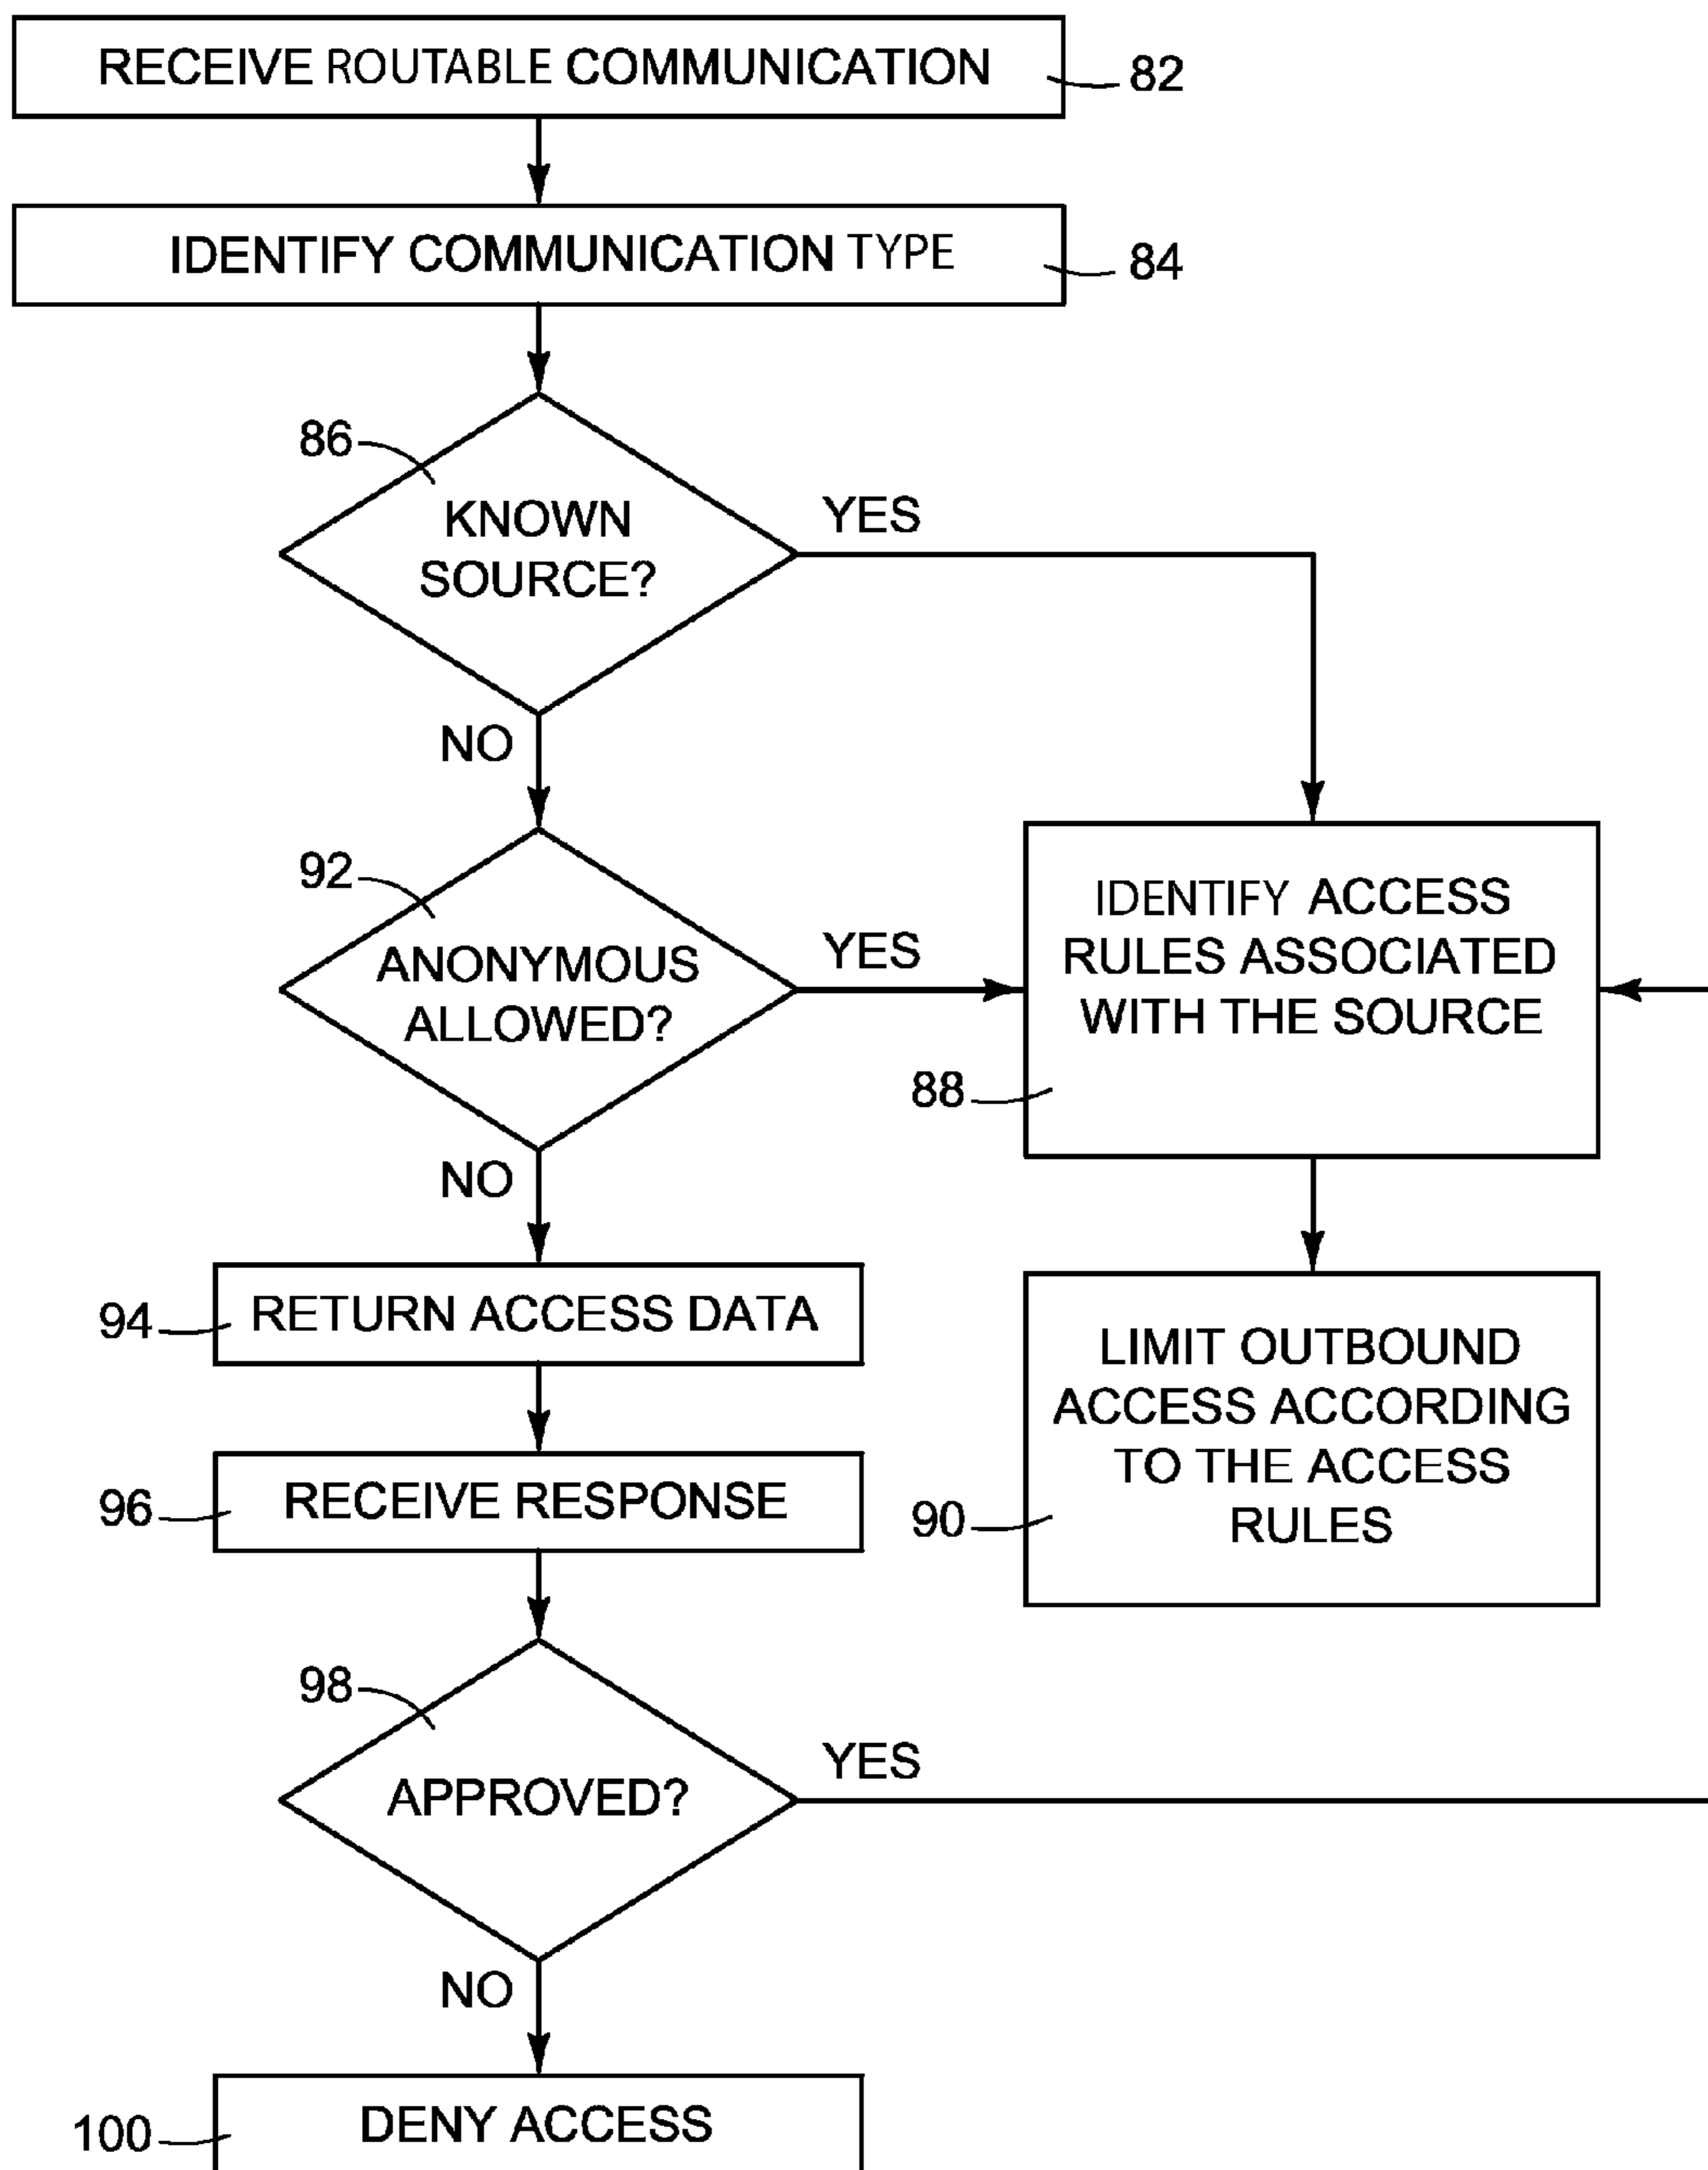 RECEIVE ROUTABLE COMMUNICATION
82
IDENTIFY COMMUNICATION TYPE
84
86
KNOWN
SOURCE?
YES
NO
92
ANONYMOUS
ALLOWED?
YES
NO
IDENTIFY ACCESS
RULES ASSOCIATED
WITH THE SOURCE
88
94
RETURN ACCESS DATA
LIMIT OUTBOUND
ACCESS ACCORDING
TO THE ACCESS
RULES
90
96
RECEIVE RESPONSE
98
APPROVED?
YES
NO
100
DENY ACCESS